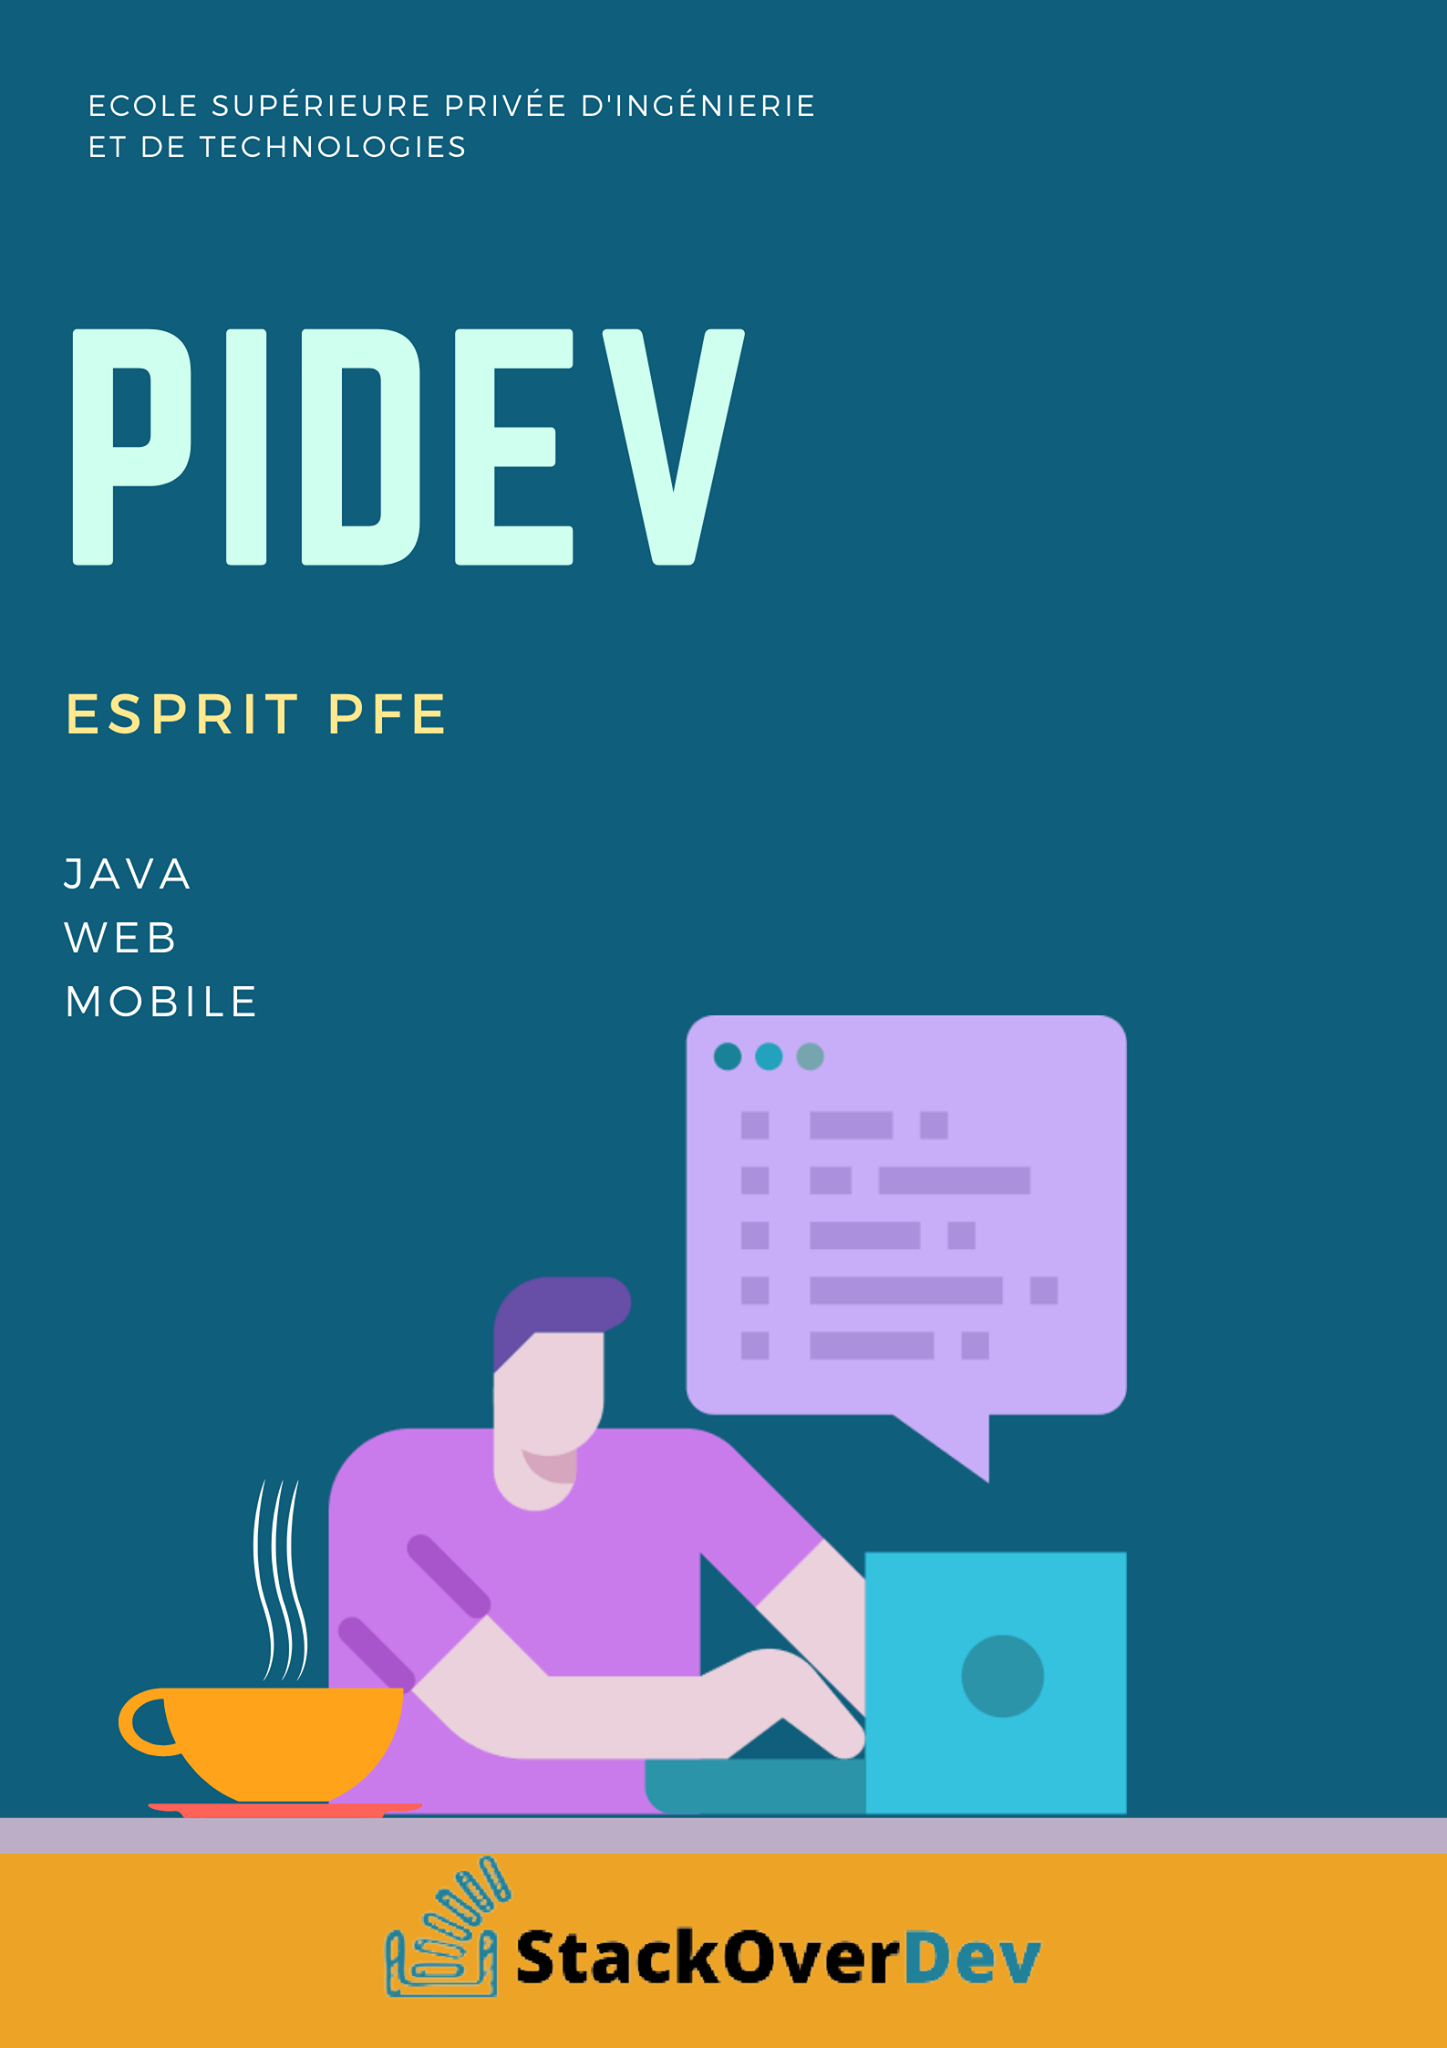 ECOLE SUPÉRIEURE PRIVÉE D'INGÉNIERIE
ET DE TECHNOLOGIES
PIDEV
ESPRIT PFE
JAVA
WEB
MOBILE
StackOverDev